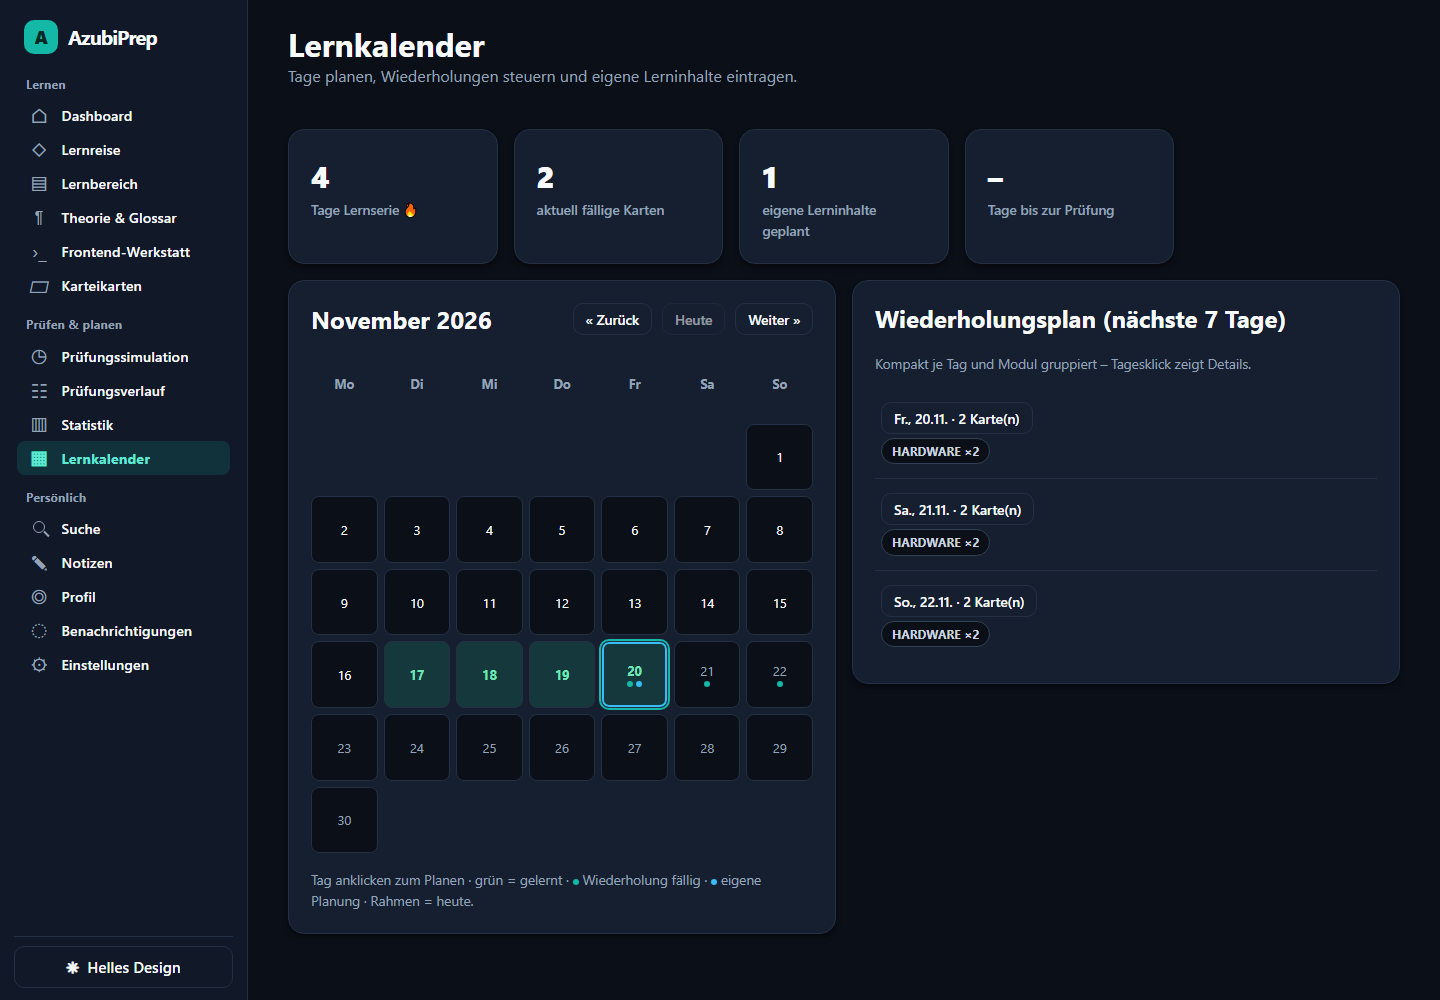 A AzubiPrep
Lernen
Dashboard
Lernreise
Lernbereich
¶ Theorie & Glossar
›_ Frontend-Werkstatt
Karteikarten
Prüfen & planen
Prüfungssimulation
Prüfungsverlauf
Statistik
Lernkalender
Persönlich
Suche
Notizen
Profil
Benachrichtigungen
Einstellungen
Helles Design
Lernkalender
Tage planen, Wiederholungen steuern und eigene Lerninhalte eintragen.
4
Tage Lernserie 🔥
2
aktuell fällige Karten
1
eigene Lerninhalte
geplant
–
Tage bis zur Prüfung
November 2026
« Zurück Heute Weiter »
Mo Di Mi Do Fr Sa So
1
2 3 4 5 6 7 8
9 10 11 12 13 14 15
16 17 18 19 20 21 22
23 24 25 26 27 28 29
30
Tag anklicken zum Planen · grün = gelernt · ● Wiederholung fällig · ● eigene
Planung · Rahmen = heute.
Wiederholungsplan (nächste 7 Tage)
Kompakt je Tag und Modul gruppiert – Tagesklick zeigt Details.
Fr., 20.11. · 2 Karte(n)
HARDWARE ×2
Sa., 21.11. · 2 Karte(n)
HARDWARE ×2
So., 22.11. · 2 Karte(n)
HARDWARE ×2